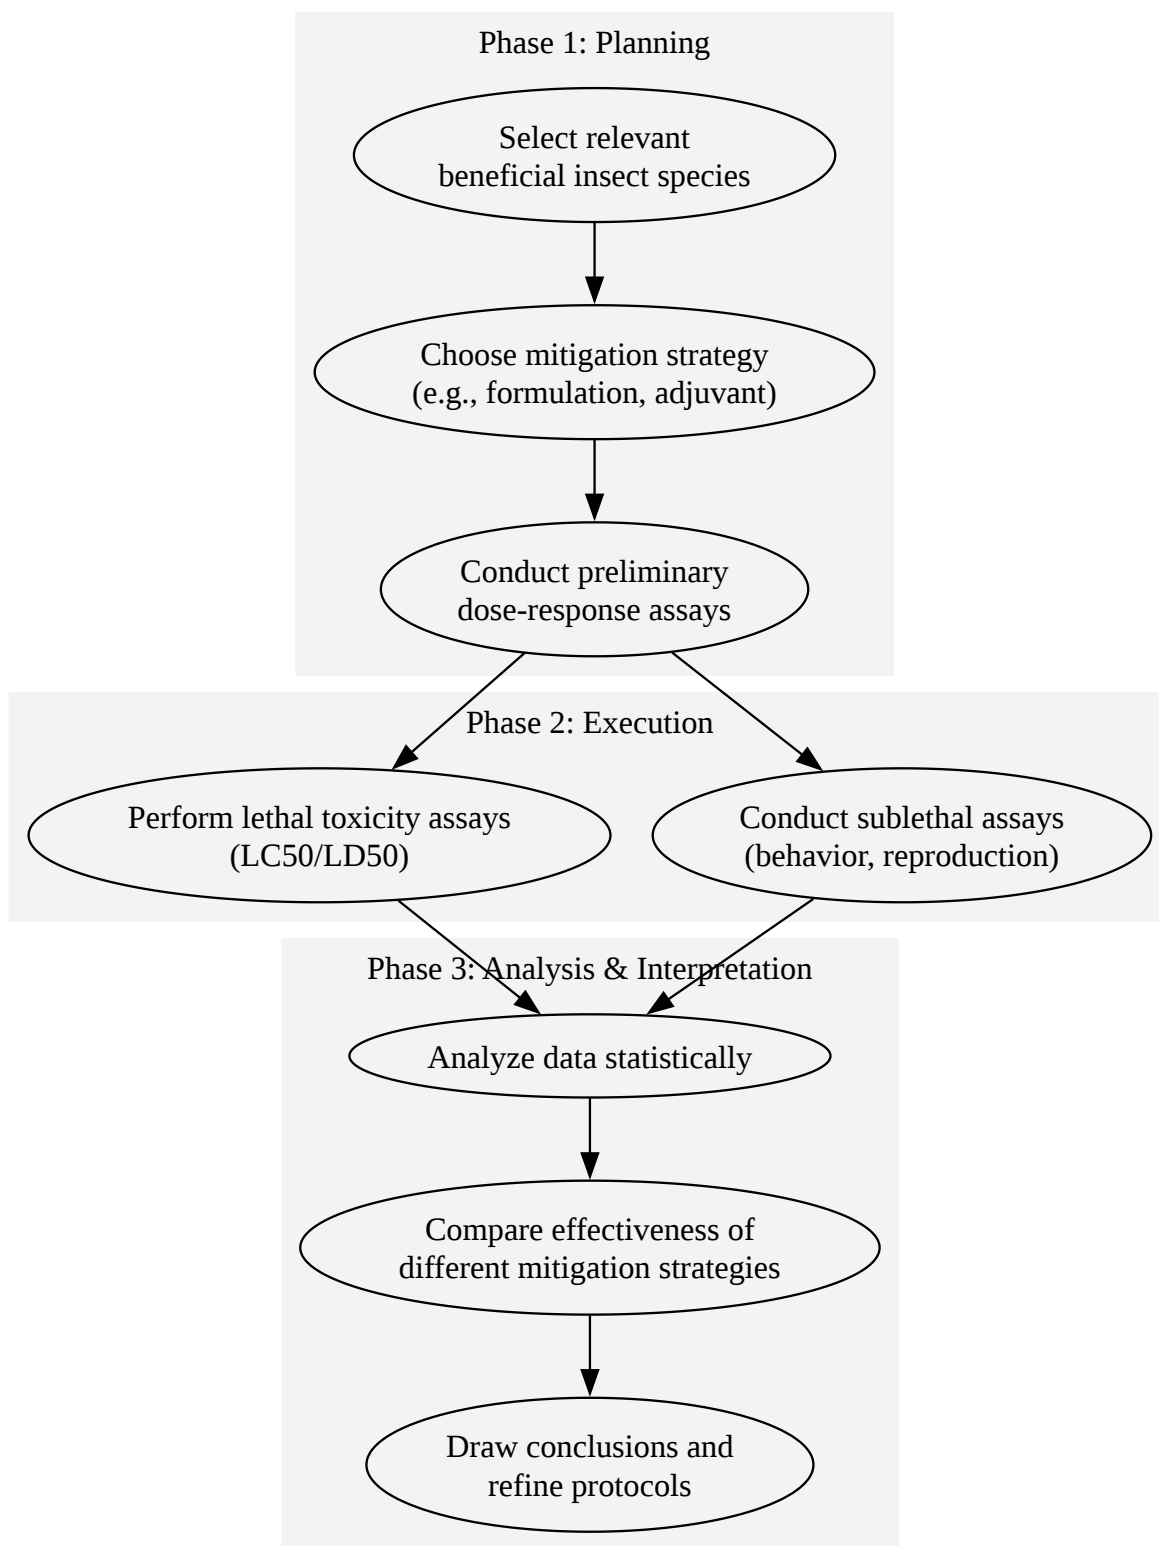 Phase 1: Planning
Select relevant
beneficial insect species
Choose mitigation strategy
(e.g., formulation, adjuvant)
Conduct preliminary
dose-response assays
Phase 2: Execution
Perform lethal toxicity assays
(LC50/LD50)
Conduct sublethal assays
(behavior, reproduction)
Phase 3: Analysis & Interpretation
Analyze data statistically
Compare effectiveness of
different mitigation strategies
Draw conclusions and
refine protocols